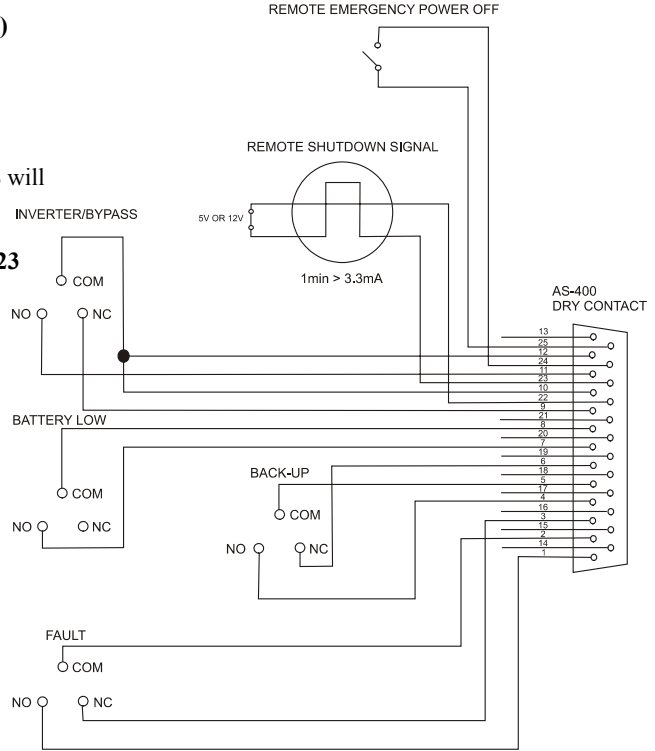 REMOTE EMERGENCY POWER OFF
)
REMOTE SHUTDOWN SIGNAL
will
INVERTER/BYPASS
5V OR 12V
23
1min > 3.3mA
COM
AS-400
DRY CONTACT
NO
NC
13
25
12
24
11
23
10
22
9
21
8
20
7
19
6
18
5
17
4
16
3
15
2
14
1
BATTERY LOW
COM
NO
NC
BACK-UP
COM
NO
NC
FAULT
COM
NO
NC